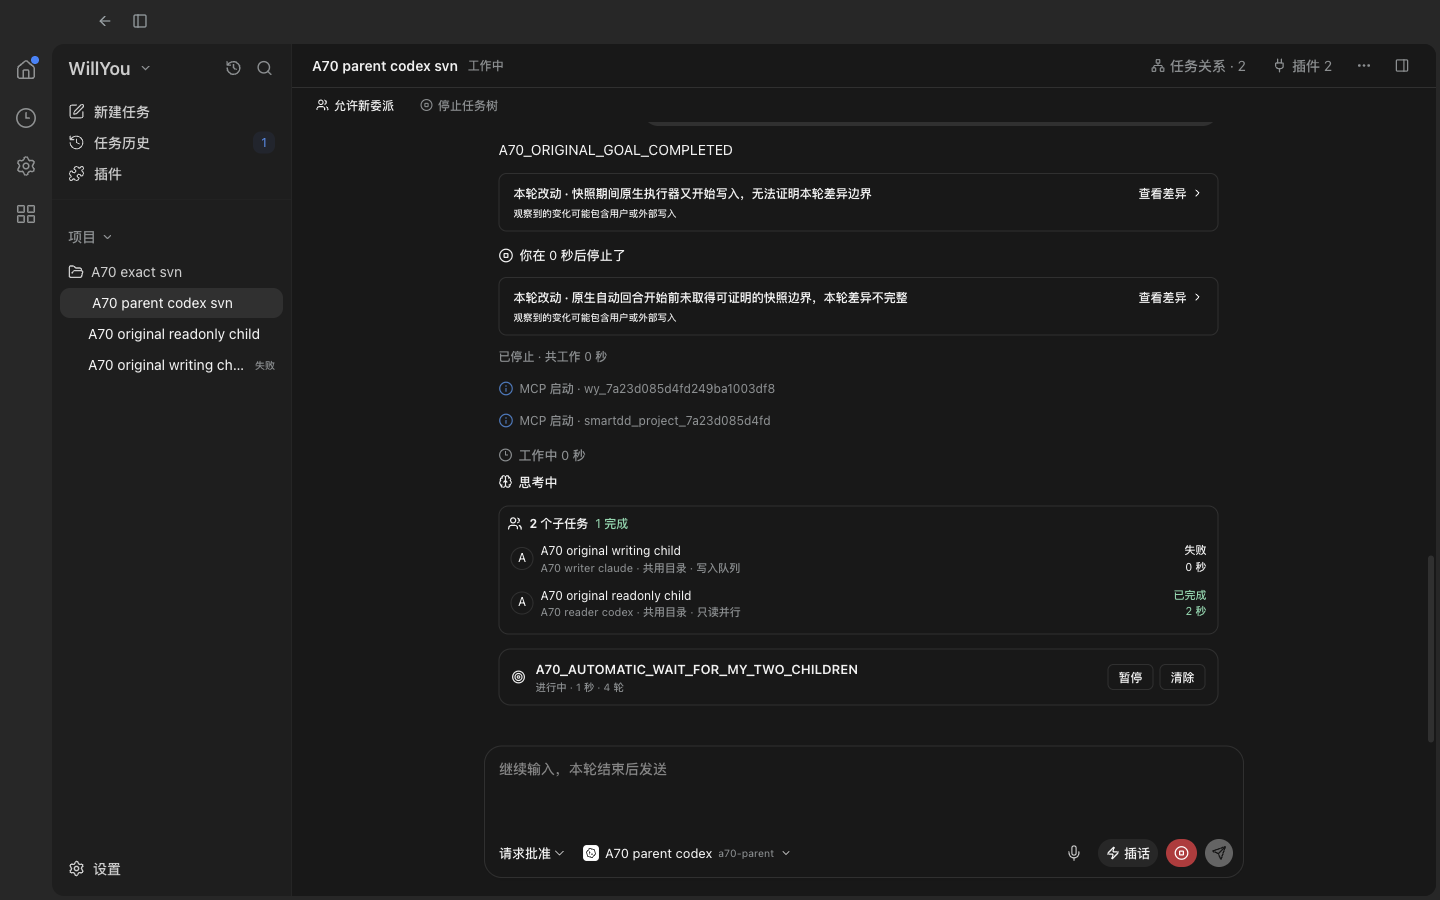 WillYou
新建任务
任务历史
1
插件
项目
A70 exact svn
A70 parent codex svn
A70 original readonly child
A70 original writing ch... 失败
设置
A70 parent codex svn 工作中
任务关系 · 2
插件 2
允许新委派
停止任务树
A70_ORIGINAL_GOAL_COMPLETED
本轮改动 · 快照期间原生执行器又开始写入，无法证明本轮差异边界
查看差异
观察到的变化可能包含用户或外部写入
你在 0 秒后停止了
本轮改动 · 原生自动回合开始前未取得可证明的快照边界，本轮差异不完整
查看差异
观察到的变化可能包含用户或外部写入
已停止 · 共工作 0 秒
MCP 启动 · wy_7a23d085d4fd249ba1003df8
MCP 启动 · smartdd_project_7a23d085d4fd
工作中 0 秒
思考中
2 个子任务 1 完成
A
A70 original writing child
失败
A70 writer claude · 共用目录 · 写入队列
0 秒
A
A70 original readonly child
已完成
A70 reader codex · 共用目录 · 只读并行
2 秒
A70_AUTOMATIC_WAIT_FOR_MY_TWO_CHILDREN
进行中 · 1 秒 · 4 轮
暂停
清除
继续输入，本轮结束后发送
请求批准
A70 parent codex a70-parent
插话